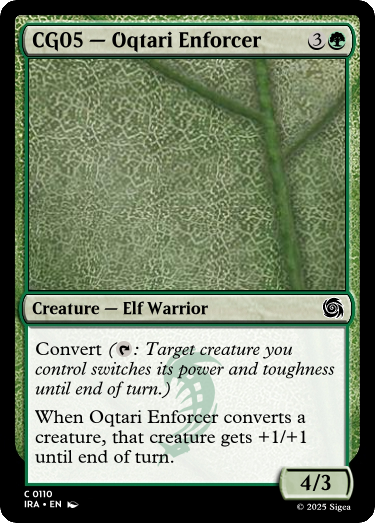 CG05 — Oqtari Enforcer 3
Creature — Elf Warrior
Convert (: Target creature you
control switches its power and toughness
until end of turn.)
When Oqtari Enforcer converts a
creature, that creature gets +1/+1
until end of turn.
4/3
C 0110
IRA • EN
© 2025 Sigea